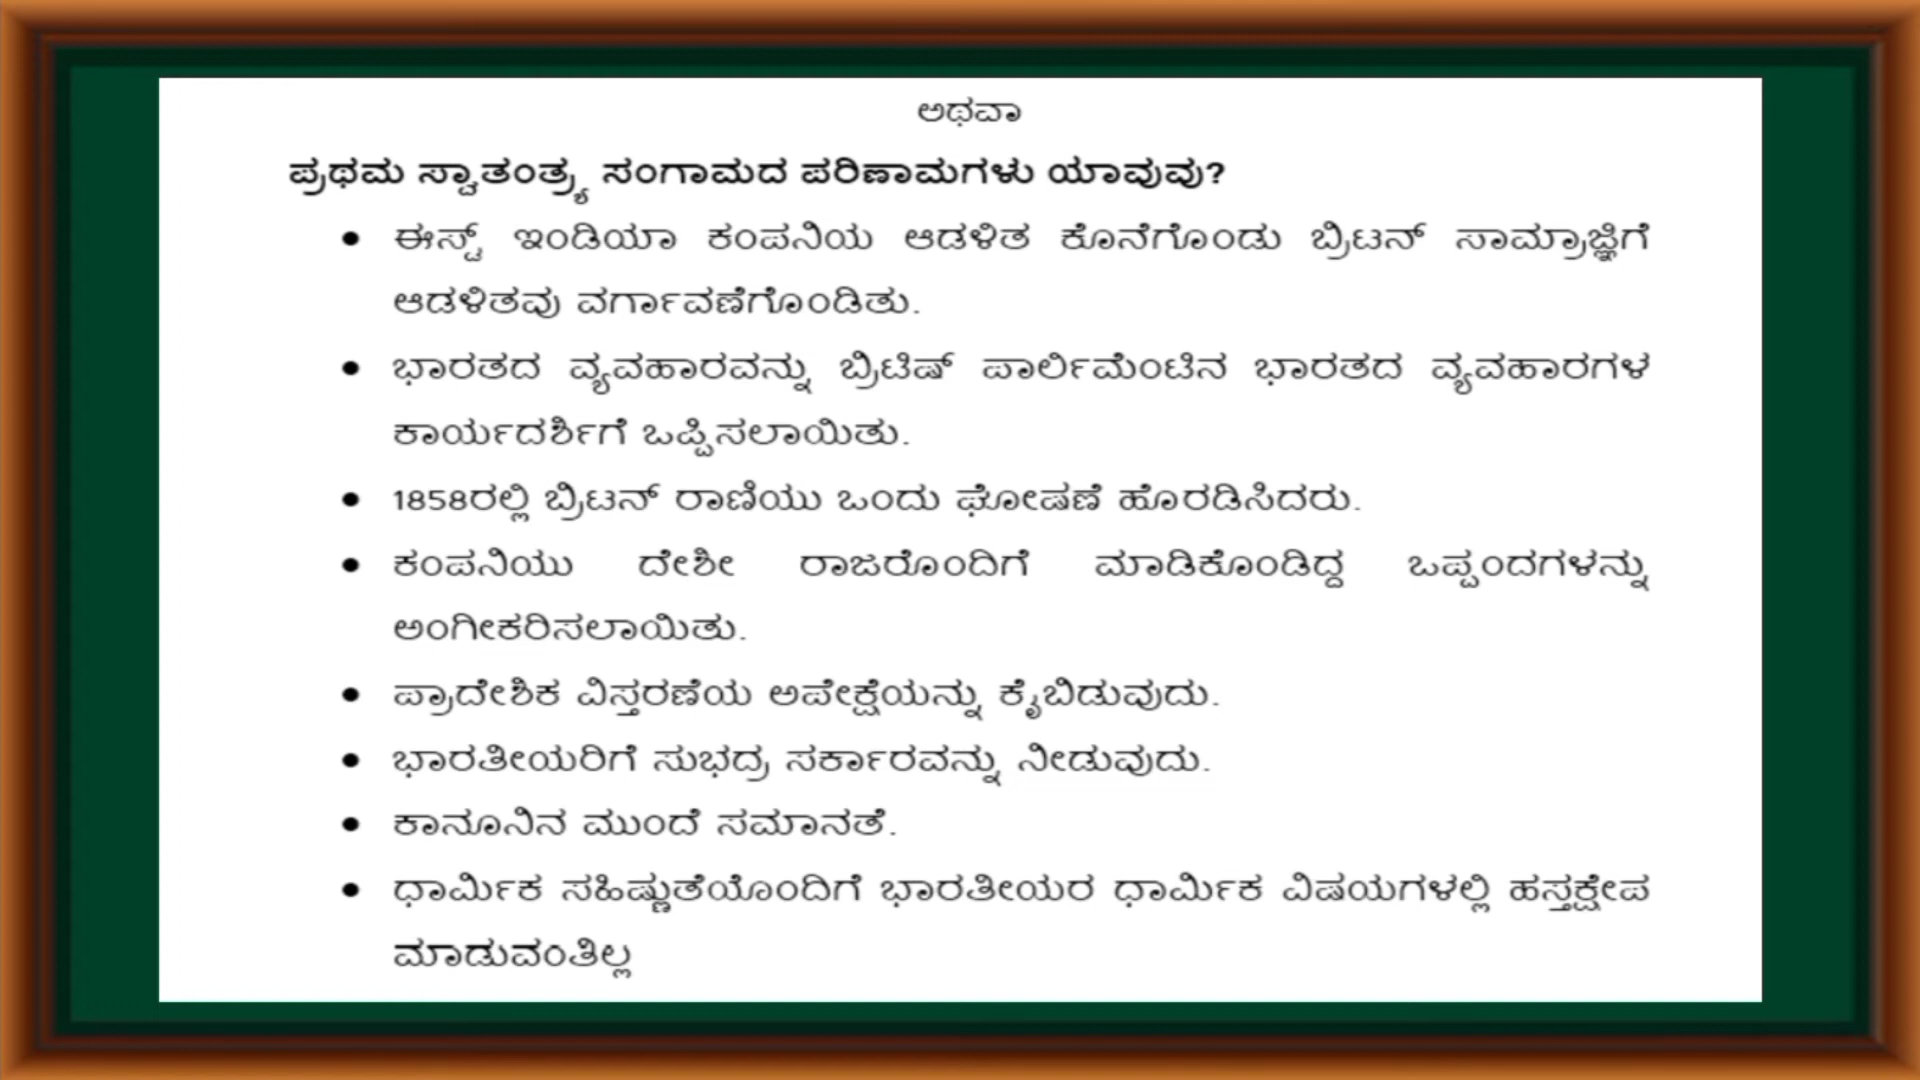 ಅಥವಾ
ಪ್ರಥಮ ಸ್ವಾತಂತ್ರ್ಯ ಸಂಗಾಮದ ಪರಿಣಾಮಗಳು ಯಾವುವು?
• ಈಸ್ಟ್ ಇಂಡಿಯಾ ಕಂಪನಿಯ ಆಡಳಿತ ಕೊನೆಗೊಂಡು ಬ್ರಿಟನ್ ಸಾಮ್ರಾಜ್ಞಿಗೆ
ಆಡಳಿತವು ವರ್ಗಾವಣೆಗೊಂಡಿತು.
• ಭಾರತದ ವ್ಯವಹಾರವನ್ನು ಬ್ರಿಟಿಷ್ ಪಾರ್ಲಿಮೆಂಟಿನ ಭಾರತದ ವ್ಯವಹಾರಗಳ
ಕಾರ್ಯದರ್ಶಿಗೆ ಒಪ್ಪಿಸಲಾಯಿತು.
• 1858ರಲ್ಲಿ ಬ್ರಿಟನ್ ರಾಣಿಯು ಒಂದು ಘೋಷಣೆ ಹೊರಡಿಸಿದರು.
• ಕಂಪನಿಯು ದೇಶೀ ರಾಜರೊಂದಿಗೆ ಮಾಡಿಕೊಂಡಿದ್ದ ಒಪ್ಪಂದಗಳನ್ನು
ಅಂಗೀಕರಿಸಲಾಯಿತು.
• ಪ್ರಾದೇಶಿಕ ವಿಸ್ತರಣೆಯ ಅಪೇಕ್ಷೆಯನ್ನು ಕೈಬಿಡುವುದು.
• ಭಾರತೀಯರಿಗೆ ಸುಭದ್ರ ಸರ್ಕಾರವನ್ನು ನೀಡುವುದು.
• ಕಾನೂನಿನ ಮುಂದೆ ಸಮಾನತೆ.
• ಧಾರ್ಮಿಕ ಸಹಿಷ್ಣುತೆಯೊಂದಿಗೆ ಭಾರತೀಯರ ಧಾರ್ಮಿಕ ವಿಷಯಗಳಲ್ಲಿ ಹಸ್ತಕ್ಷೇಪ
ಮಾಡುವಂತಿಲ್ಲ